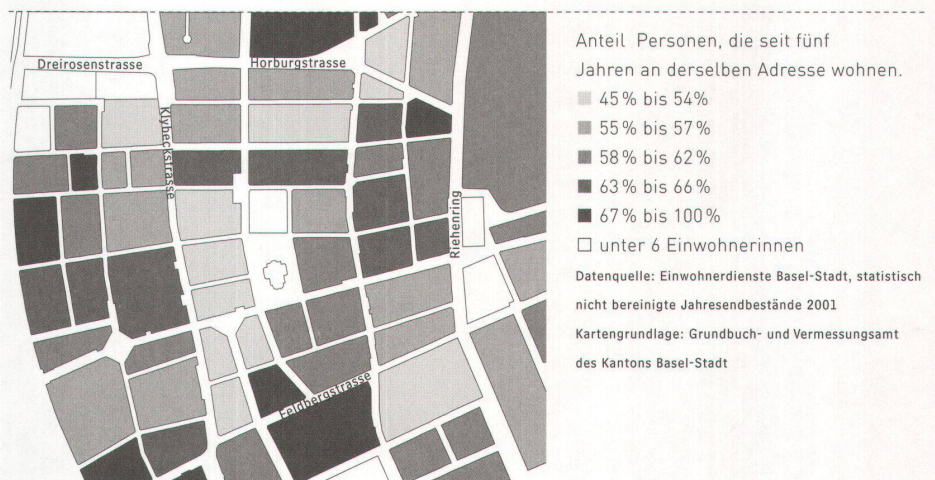 Dreirosenstrasse
Horburgstrasse
Klybeckstrasse
Riehenring
Feldbergstrasse
Anteil Personen, die seit fünf
Jahren an derselben Adresse wohnen.
45 % bis 54%
55 % bis 57 %
58 % bis 62 %
63 % bis 66 %
67 % bis 100 %
unter 6 Einwohnerinnen
Datenquelle: Einwohnerdienste Basel-Stadt, statistisch
nicht bereinigte Jahresendbestände 2001
Kartengrundlage: Grundbuch- und Vermessungsamt
des Kantons Basel-Stadt